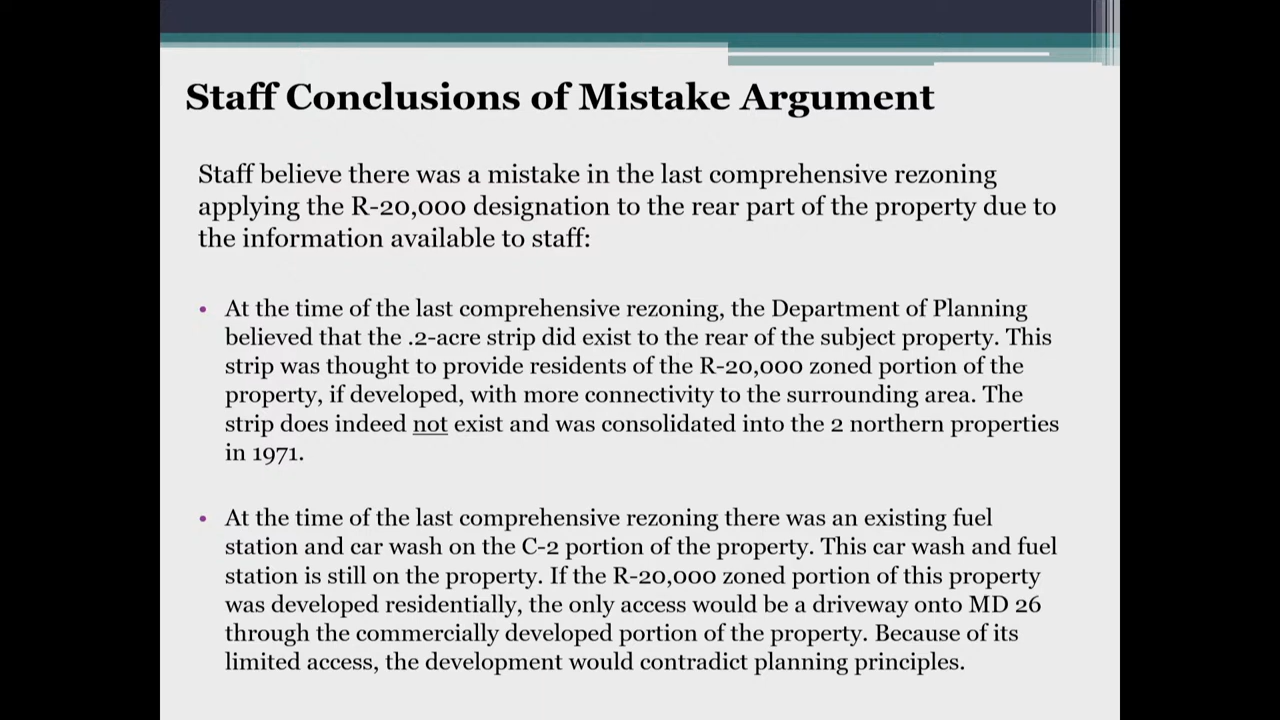 Staff Conclusions of Mistake Argument
Staff believe there was a mistake in the last comprehensive rezoning
applying the R-20,000 designation to the rear part of the property due to
the information available to staff:
• At the time of the last comprehensive rezoning, the Department of Planning
believed that the .2-acre strip did exist to the rear of the subject property. This
strip was thought to provide residents of the R-20,000 zoned portion of the
property, if developed, with more connectivity to the surrounding area. The
strip does indeed not exist and was consolidated into the 2 northern properties
in 1971.
• At the time of the last comprehensive rezoning there was an existing fuel
station and car wash on the C-2 portion of the property. This car wash and fuel
station is still on the property. If the R-20,000 zoned portion of this property
was developed residentially, the only access would be a driveway onto MD 26
through the commercially developed portion of the property. Because of its
limited access, the development would contradict planning principles.